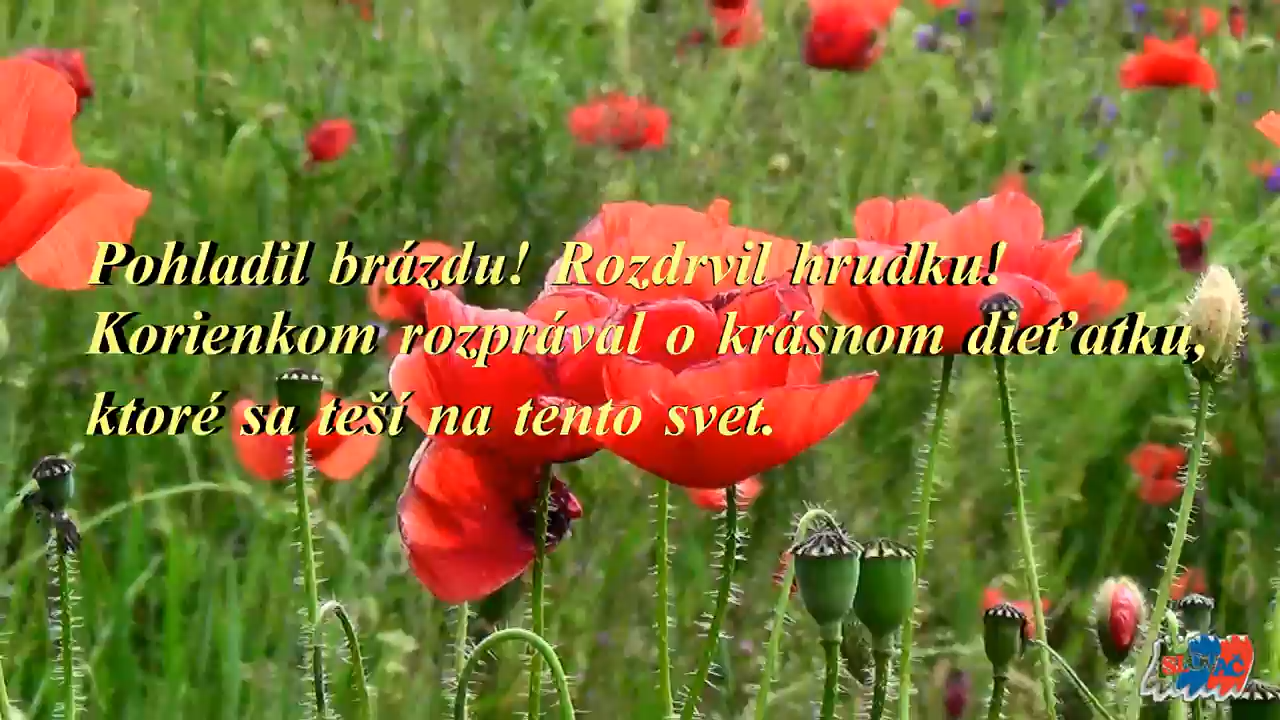 Pohladil brázdu! Rozdrvil hrudku!
Korienkom rozprával o krásnom dieťatku,
ktoré sa teší na tento svet.